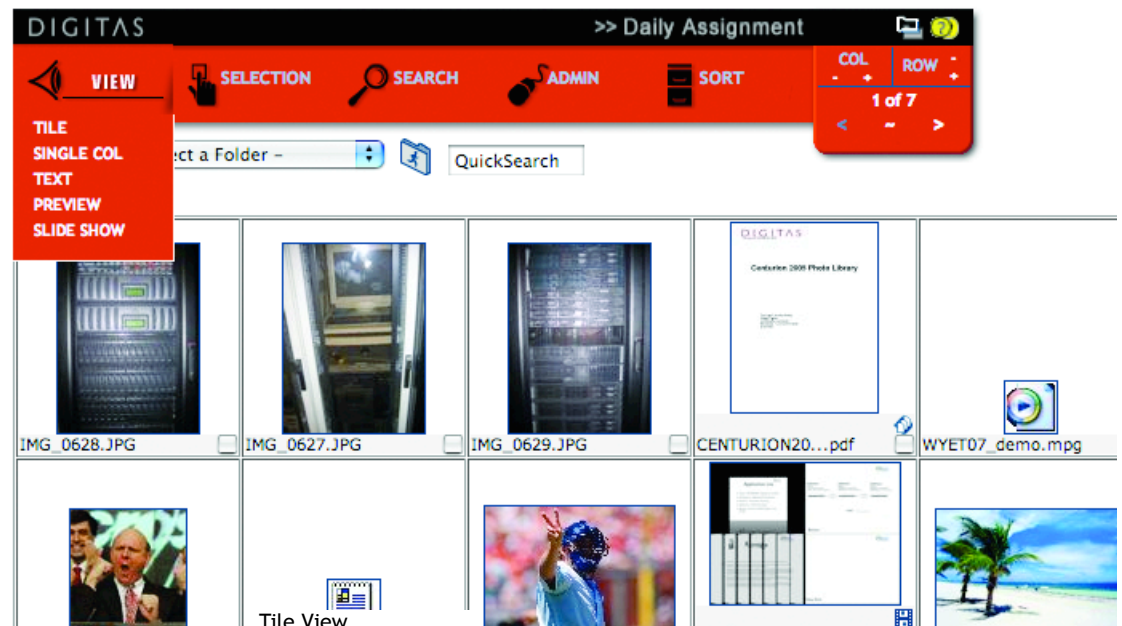 DIGITAS
>> Daily Assignment
VIEW
SELECTION
SEARCH
ADMIN
SORT
COL
- +
ROW - +
1 of 7
< ~ >
TILE
SINGLE COL
TEXT
PREVIEW
SLIDE SHOW
ct a Folder –
QuickSearch
DIGITAS
Centurion 2005 Photo Library
IMG_0628.JPG
IMG_0627.JPG
IMG_0629.JPG
CENTURION20...pdf
WYET07_demo.mpg
Tile View